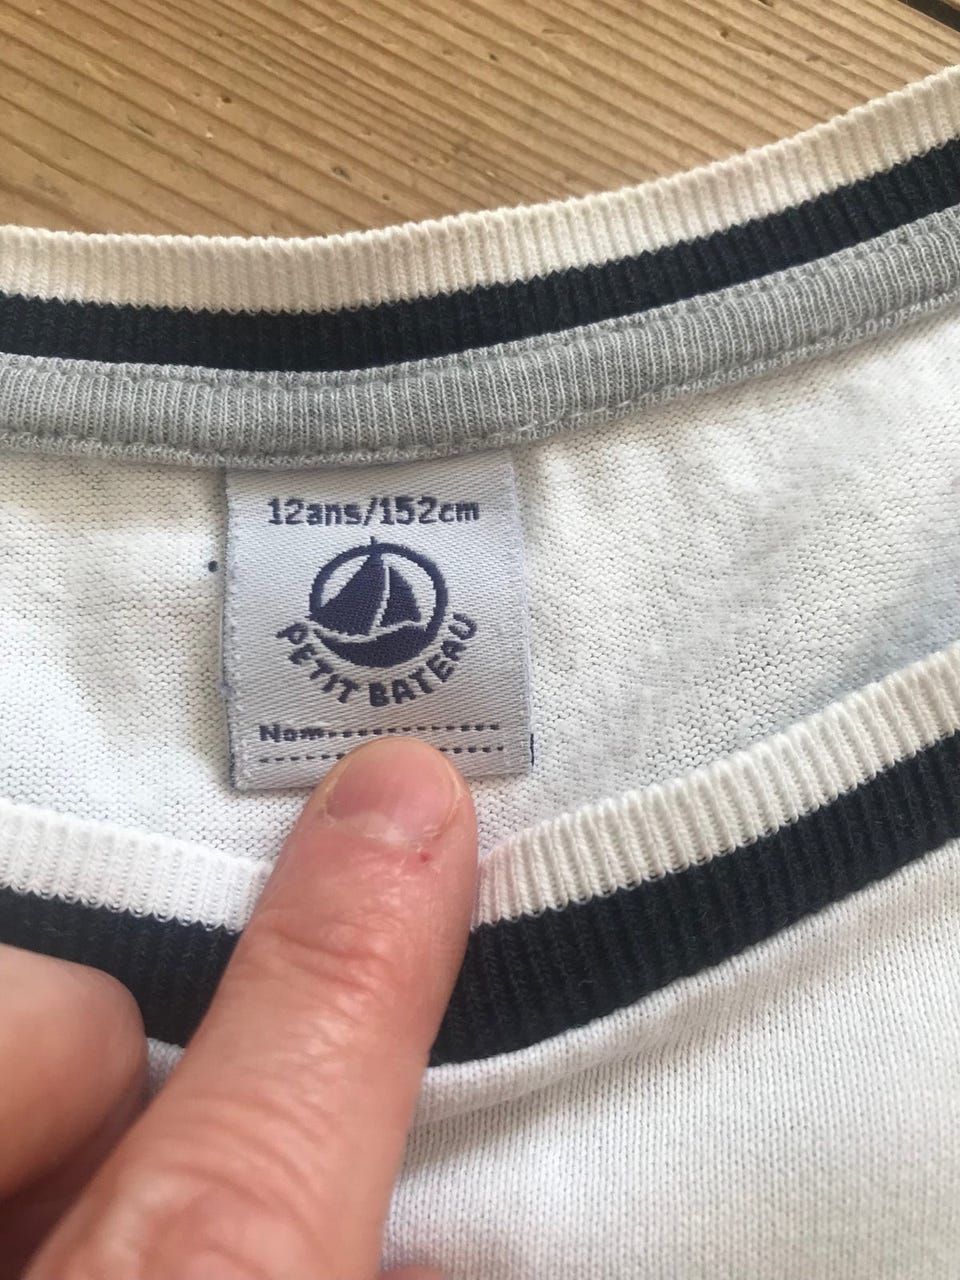 12ans/152cm
PETIT BATEAU
Nom